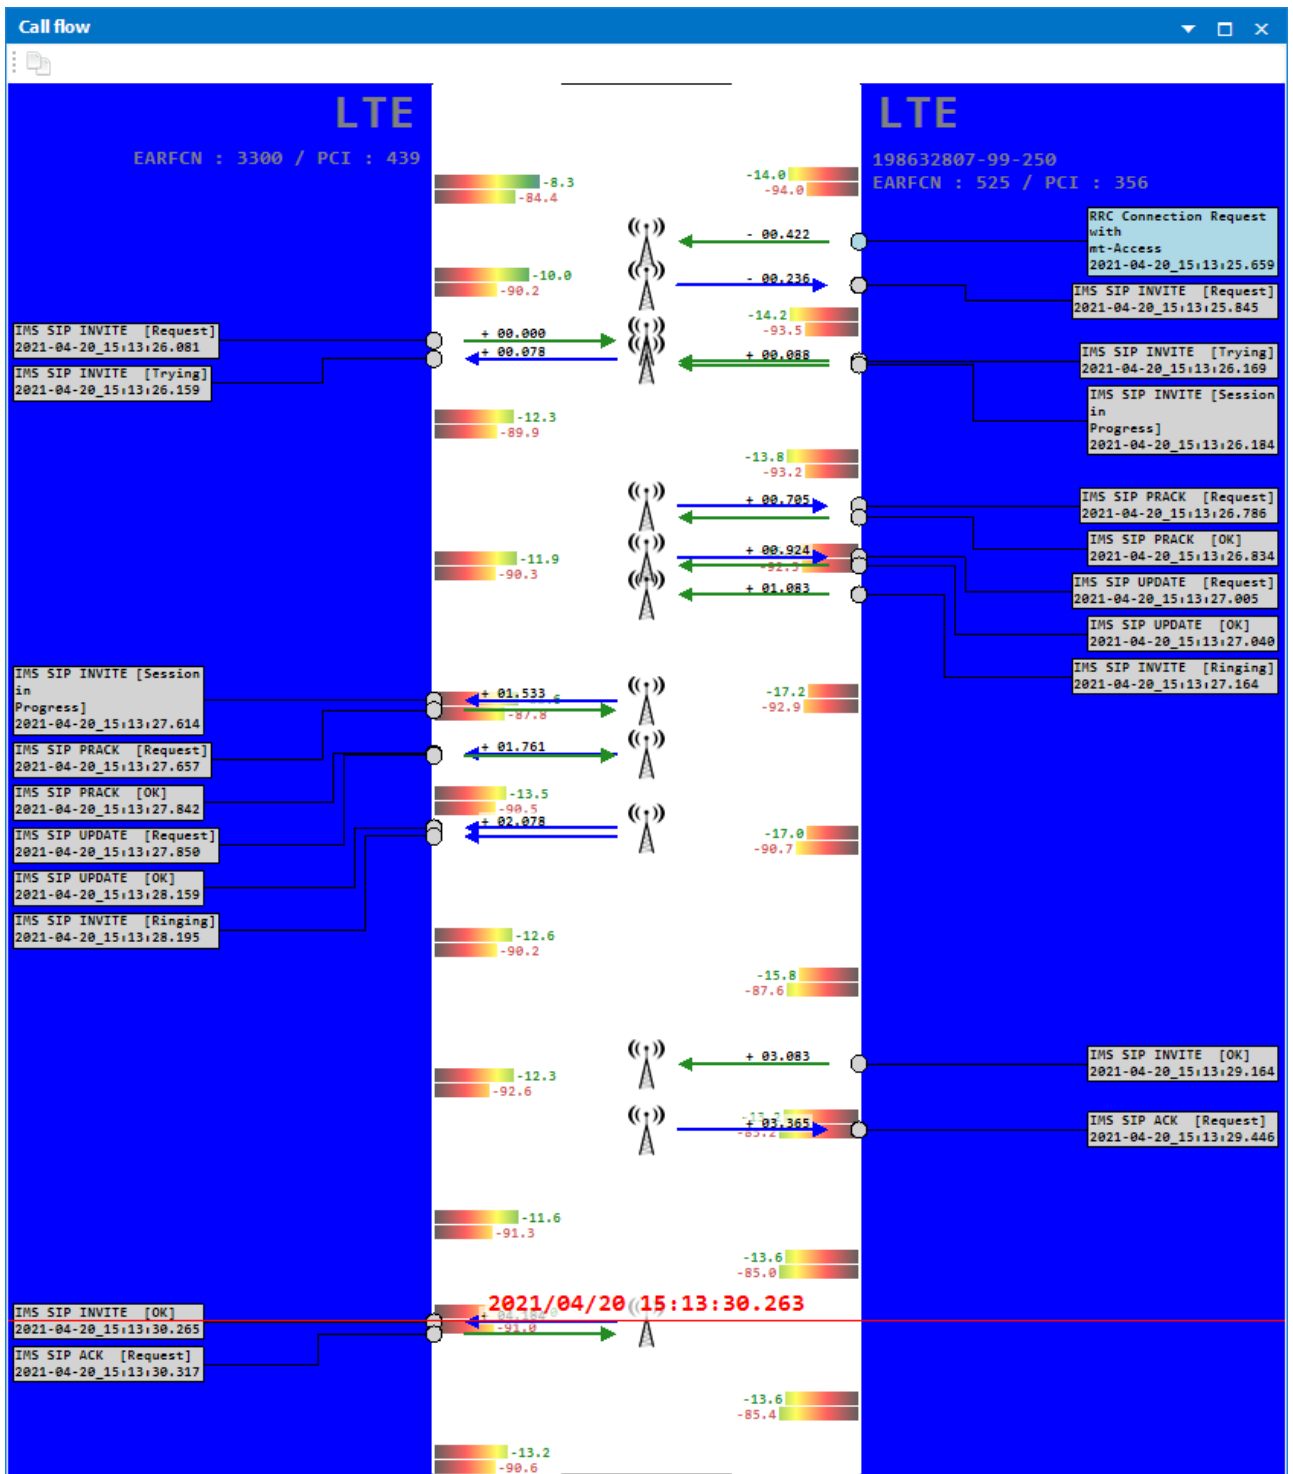 Call flow
LTE
EARFCN : 3300 / PCI : 439
LTE
198632807-99-250
EARFCN : 525 / PCI : 356
-8.3
-84.4
-14.0
-94.0
RRC Connection Request
with
mt-Access
2021-04-20_15:13:25.659
- 00.422
-10.0
-90.2
- 00.236
IMS SIP INVITE [Request]
2021-04-20_15:13:25.845
-14.2
-93.5
IMS SIP INVITE [Request]
2021-04-20_15:13:26.081
+ 00.000
IMS SIP INVITE [Trying]
2021-04-20_15:13:26.159
+ 00.078
+ 00.088
IMS SIP INVITE [Trying]
2021-04-20_15:13:26.169
IMS SIP INVITE [Session
in
Progress]
2021-04-20_15:13:26.184
-12.3
-89.9
-13.8
-93.2
+ 00.705
IMS SIP PRACK [Request]
2021-04-20_15:13:26.786
IMS SIP PRACK [OK]
2021-04-20_15:13:26.834
-11.9
-90.3
+ 00.924
IMS SIP UPDATE [Request]
2021-04-20_15:13:27.005
+ 01.083
IMS SIP UPDATE [OK]
2021-04-20_15:13:27.040
IMS SIP INVITE [Ringing]
2021-04-20_15:13:27.164
IMS SIP INVITE [Session
in
Progress]
2021-04-20_15:13:27.614
+ 01.533
-87.8
-17.2
-92.9
IMS SIP PRACK [Request]
2021-04-20_15:13:27.657
+ 01.761
IMS SIP PRACK [OK]
2021-04-20_15:13:27.842
-13.5
-90.5
IMS SIP UPDATE [Request]
2021-04-20_15:13:27.850
+ 02.078
-17.0
-90.7
IMS SIP UPDATE [OK]
2021-04-20_15:13:28.159
IMS SIP INVITE [Ringing]
2021-04-20_15:13:28.195
-12.6
-90.2
-15.8
-87.6
+ 03.083
IMS SIP INVITE [OK]
2021-04-20_15:13:29.164
-12.3
-92.6
-13.2
+ 03.365
IMS SIP ACK [Request]
2021-04-20_15:13:29.446
-11.6
-91.3
-13.6
-85.0
2021/04/20 15:13:30.263
IMS SIP INVITE [OK]
2021-04-20_15:13:30.265
+ 04.184
-91.0
IMS SIP ACK [Request]
2021-04-20_15:13:30.317
-13.6
-85.4
-13.2
-90.6